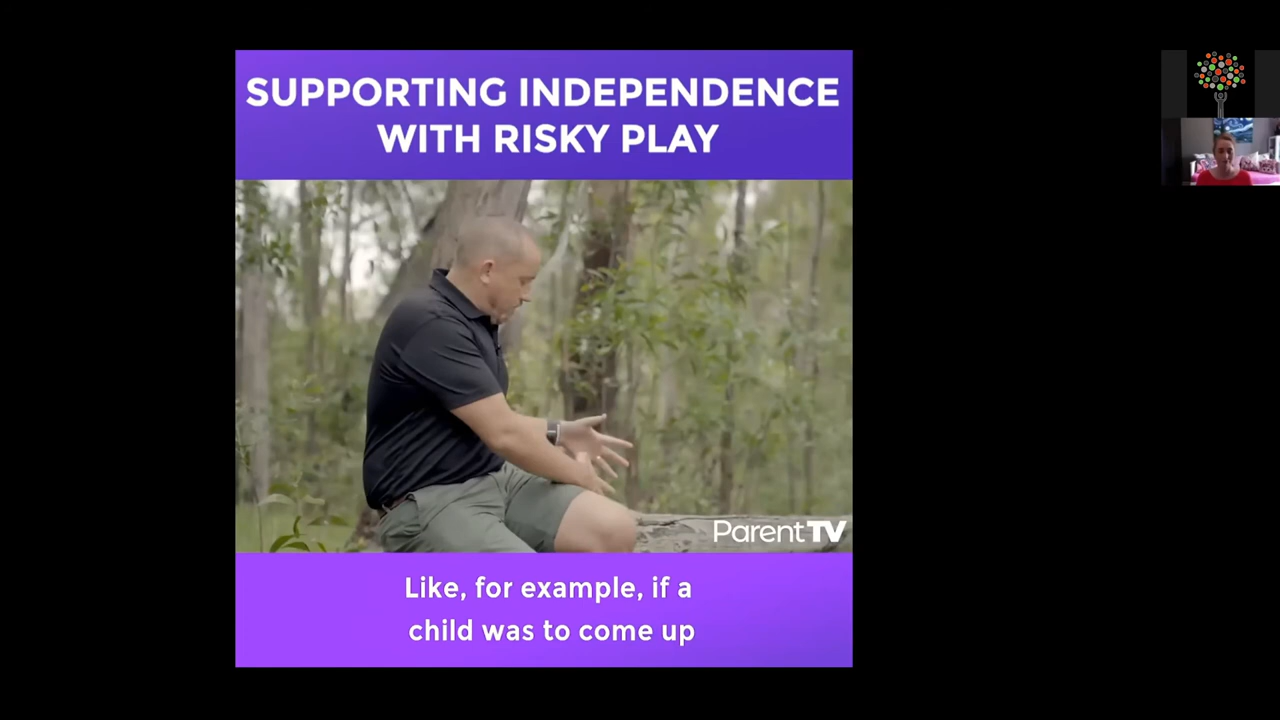 SUPPORTING INDEPENDENCE
WITH RISKY PLAY
ParentTV
Like, for example, if a
child was to come up